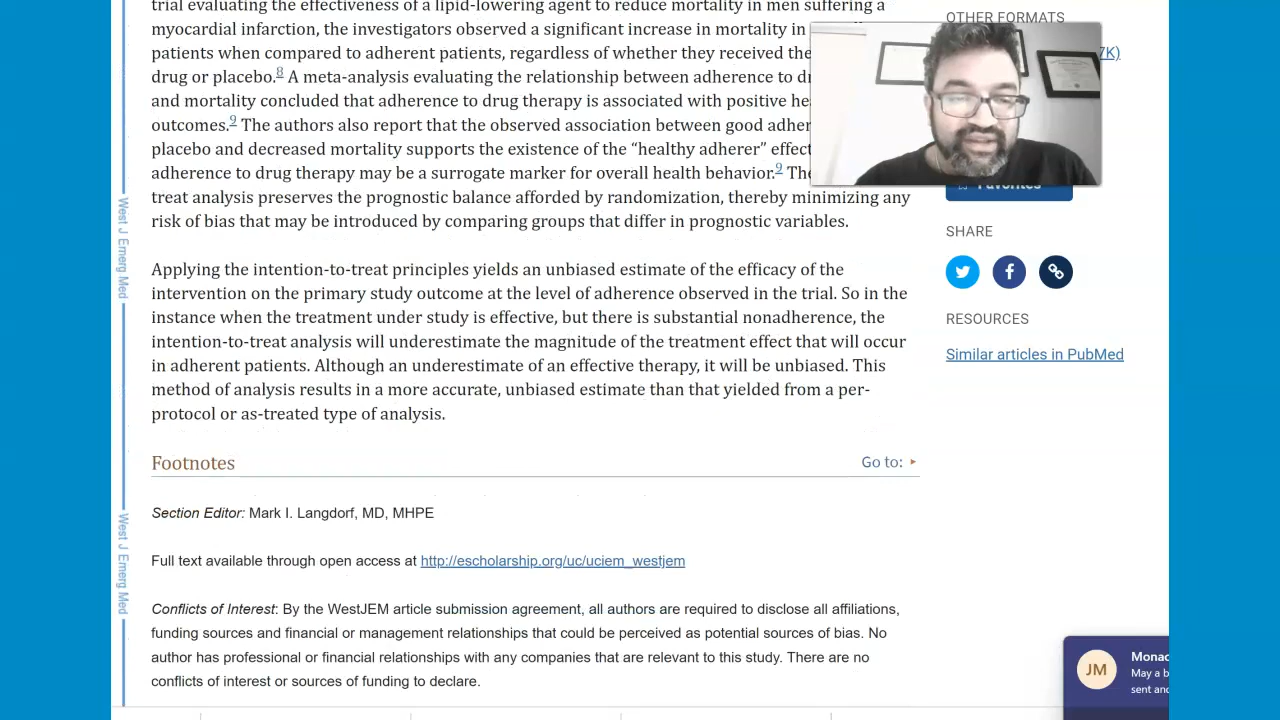 trial evaluating the effectiveness of a lipid-lowering agent to reduce mortality in men suffering a
myocardial infarction, the investigators observed a significant increase in mortality in
patients when compared to adherent patients, regardless of whether they received the
drug or placebo.8 A meta-analysis evaluating the relationship between adherence to
and mortality concluded that adherence to drug therapy is associated with positive
outcomes.9 The authors also report that the observed association between good
placebo and decreased mortality supports the existence of the “healthy adherer” effect
adherence to drug therapy may be a surrogate marker for overall health behavior.9
treat analysis preserves the prognostic balance afforded by randomization, thereby minimizing any
risk of bias that may be introduced by comparing groups that differ in prognostic variables.
Applying the intention-to-treat principles yields an unbiased estimate of the efficacy of the
intervention on the primary study outcome at the level of adherence observed in the trial. So in the
instance when the treatment under study is effective, but there is substantial nonadherence, the
intention-to-treat analysis will underestimate the magnitude of the treatment effect that will occur
in adherent patients. Although an underestimate of an effective therapy, it will be unbiased. This
method of analysis results in a more accurate, unbiased estimate than that yielded from a per-
protocol or as-treated type of analysis.
Footnotes
Go to:
Section Editor: Mark I. Langdorf, MD, MHPE
Full text available through open access at http://escholarship.org/uc/uciem_westjem
Conflicts of Interest: By the WestJEM article submission agreement, all authors are required to disclose all affiliations,
funding sources and financial or management relationships that could be perceived as potential sources of bias. No
author has professional or financial relationships with any companies that are relevant to this study. There are no
conflicts of interest or sources of funding to declare.
West J Emerg Med
West J Emerg Med
OTHER FORMATS
7K)
Favorites
SHARE
RESOURCES
Similar articles in PubMed
JM
Monac
May a b
sent and